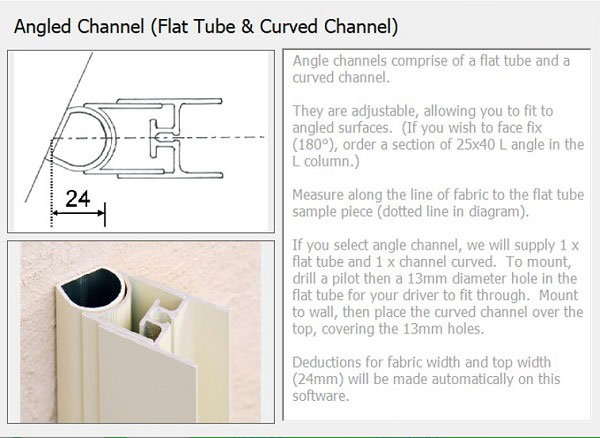 Angled Channel (Flat Tube & Curved Channel)
24
Angle channels comprise of a flat tube and a
curved channel.
They are adjustable, allowing you to fit to
angled surfaces.  (If you wish to face fix
(180°), order a section of 25x40 L angle in the
L column.)
Measure along the line of fabric to the flat tube
sample piece (dotted line in diagram).
If you select angle channel, we will supply 1 x
flat tube and 1 x channel curved.  To mount,
drill a pilot then a 13mm diameter hole in the
flat tube for your driver to fit through.  Mount
to wall, then place the curved channel over the
top, covering the 13mm holes.
Deductions for fabric width and top width
(24mm) will be made automatically on this
software.